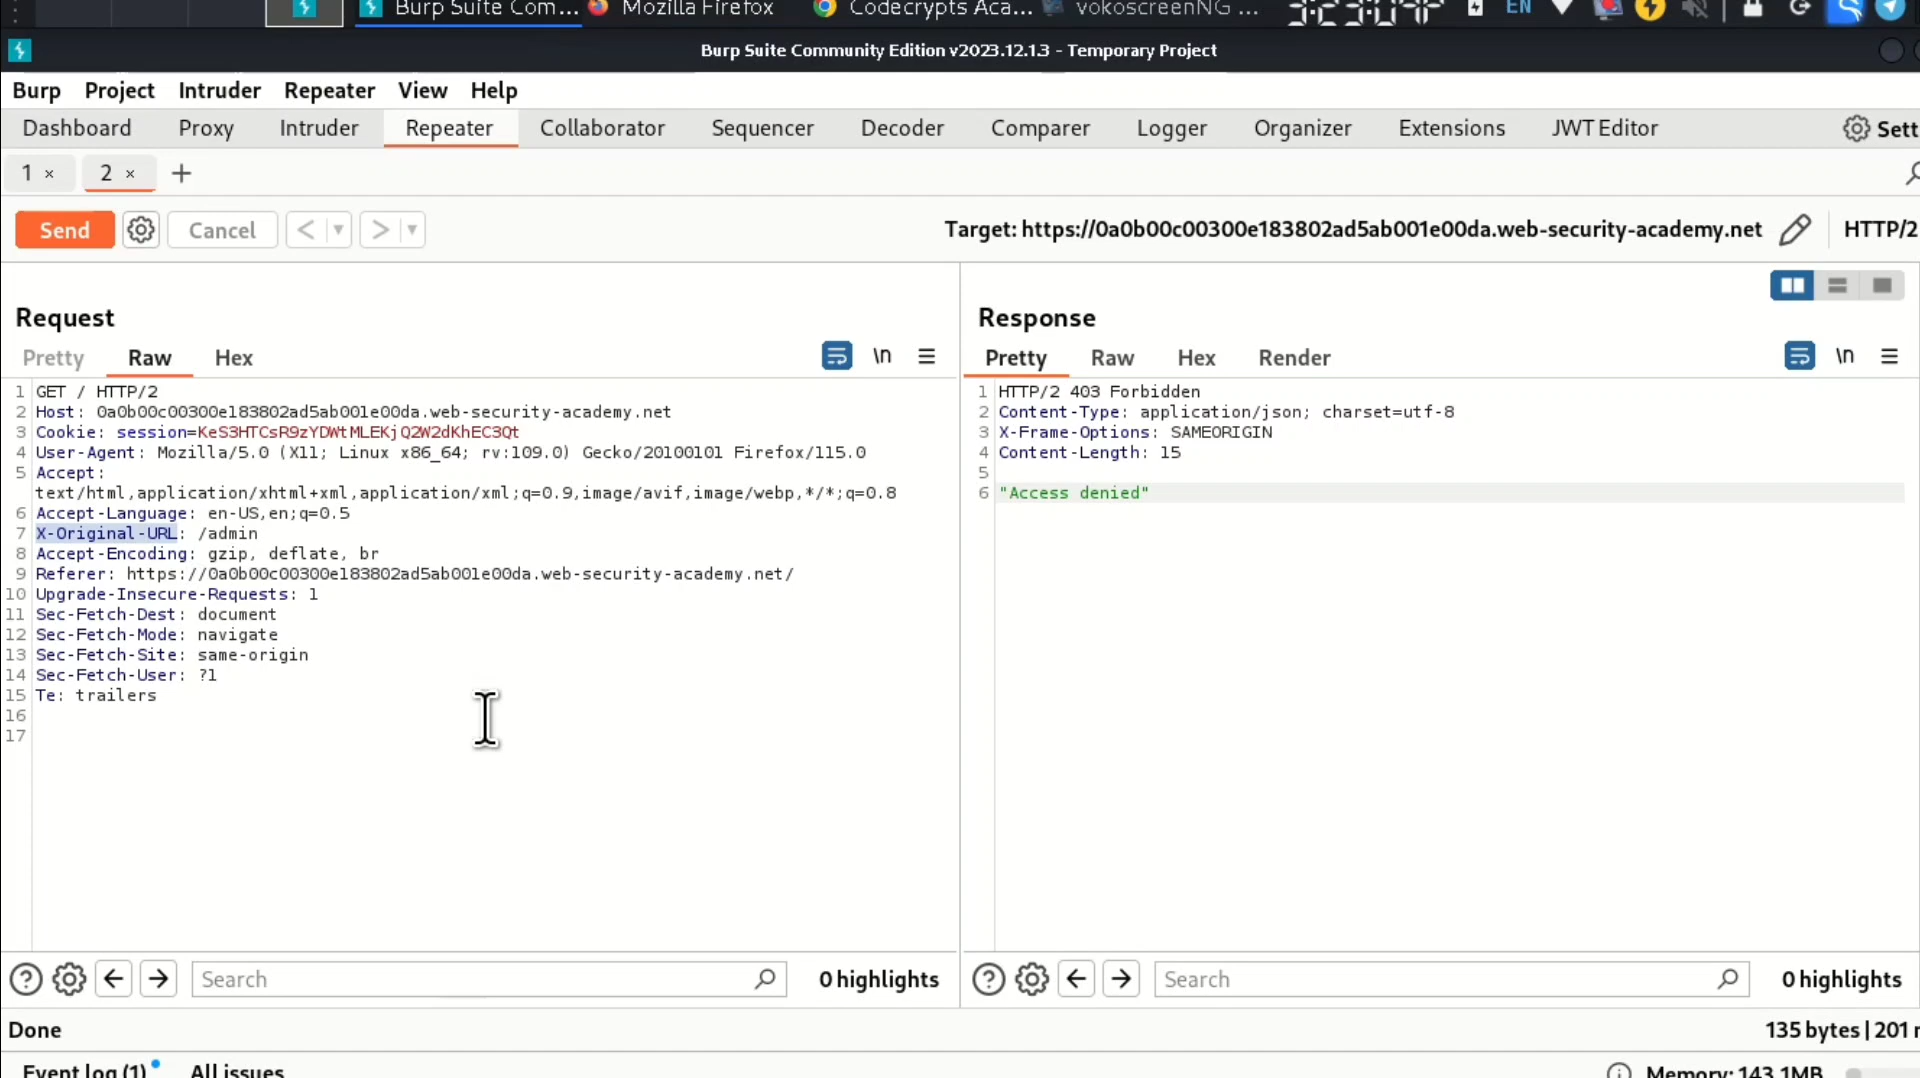 Burp Suite Com... Mozilla Firefox Codecrypts Aca... vokoscreenNG ... EN
Burp Suite Community Edition v2023.12.1.3 - Temporary Project
Burp Project Intruder Repeater View Help
Dashboard Proxy Intruder Repeater Collaborator Sequencer Decoder Comparer Logger Organizer Extensions JWT Editor Sett
1 × 2 × +
Send Cancel < > Target: https://0a0b00c00300e183802ad5ab001e00da.web-security-academy.net HTTP/2
Request
Pretty Raw Hex \n
1 GET / HTTP/2
2 Host: 0a0b00c00300e183802ad5ab001e00da.web-security-academy.net
3 Cookie: session=KeS3HTCsR9zYDWtMLEKjQ2W2dKhEC3Qt
4 User-Agent: Mozilla/5.0 (X11; Linux x86_64; rv:109.0) Gecko/20100101 Firefox/115.0
5 Accept:
text/html,application/xhtml+xml,application/xml;q=0.9,image/avif,image/webp,*/*;q=0.8
6 Accept-Language: en-US,en;q=0.5
7 X-Original-URL: /admin
8 Accept-Encoding: gzip, deflate, br
9 Referer: https://0a0b00c00300e183802ad5ab001e00da.web-security-academy.net/
10 Upgrade-Insecure-Requests: 1
11 Sec-Fetch-Dest: document
12 Sec-Fetch-Mode: navigate
13 Sec-Fetch-Site: same-origin
14 Sec-Fetch-User: ?1
15 Te: trailers
16
17
Search 0 highlights
Response
Pretty Raw Hex Render \n
1 HTTP/2 403 Forbidden
2 Content-Type: application/json; charset=utf-8
3 X-Frame-Options: SAMEORIGIN
4 Content-Length: 15
5
6 "Access denied"
Search 0 highlights
Done 135 bytes | 201
Event log (1) All issues Memory: 143.1MB